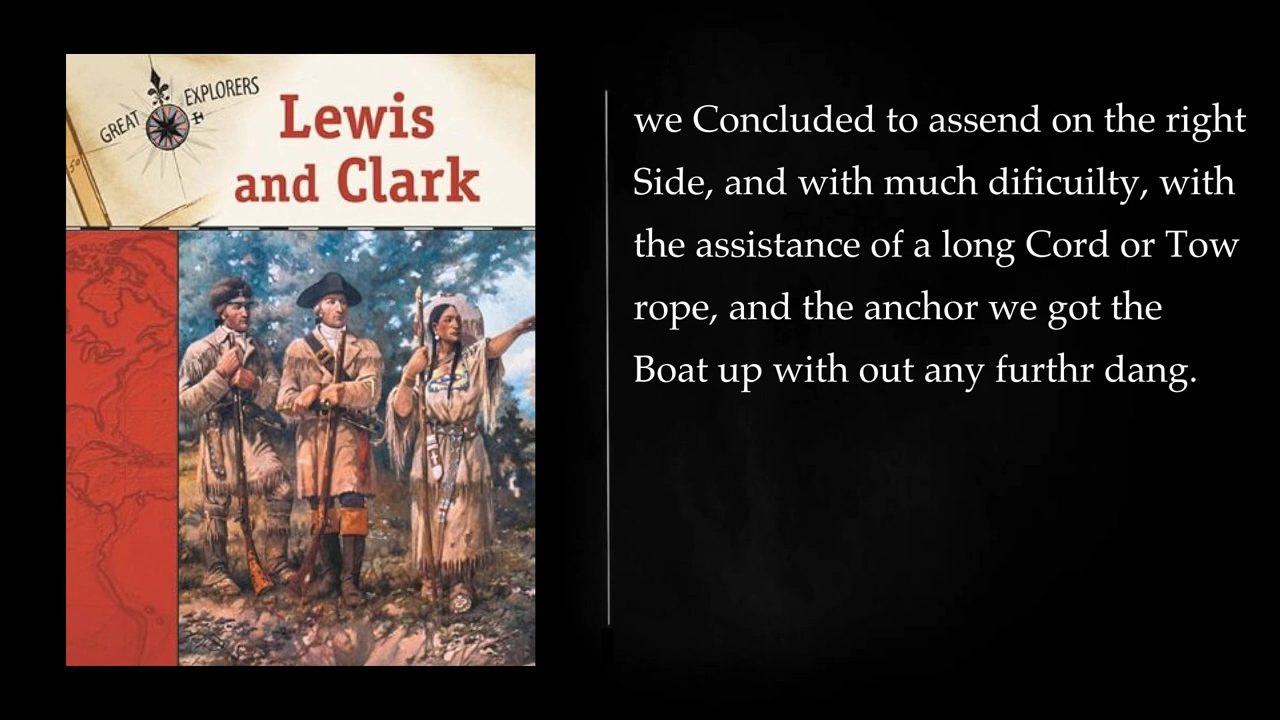 GREAT EXPLORERS
Lewis
and Clark
50
we Concluded to assend on the right
Side, and with much dificuilty, with
the assistance of a long Cord or Tow
rope, and the anchor we got the
Boat up with out any furthr dang.